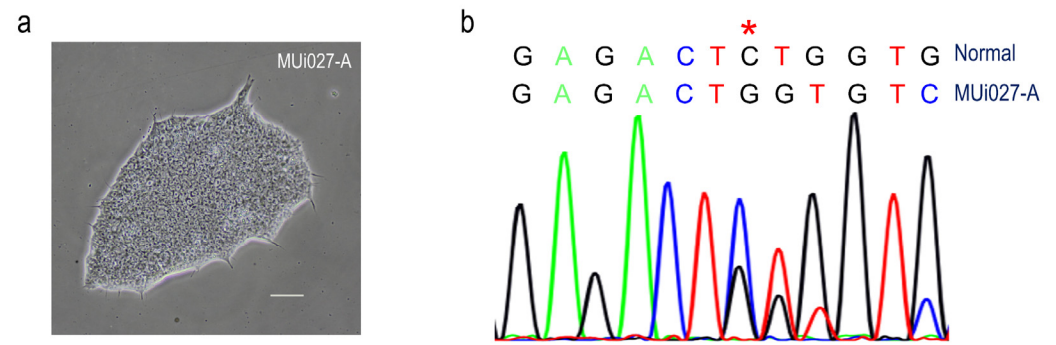 a
MUi027-A
b
*
G A G A C T C T G G T G Normal
G A G A C T G G T G T C MUi027-A